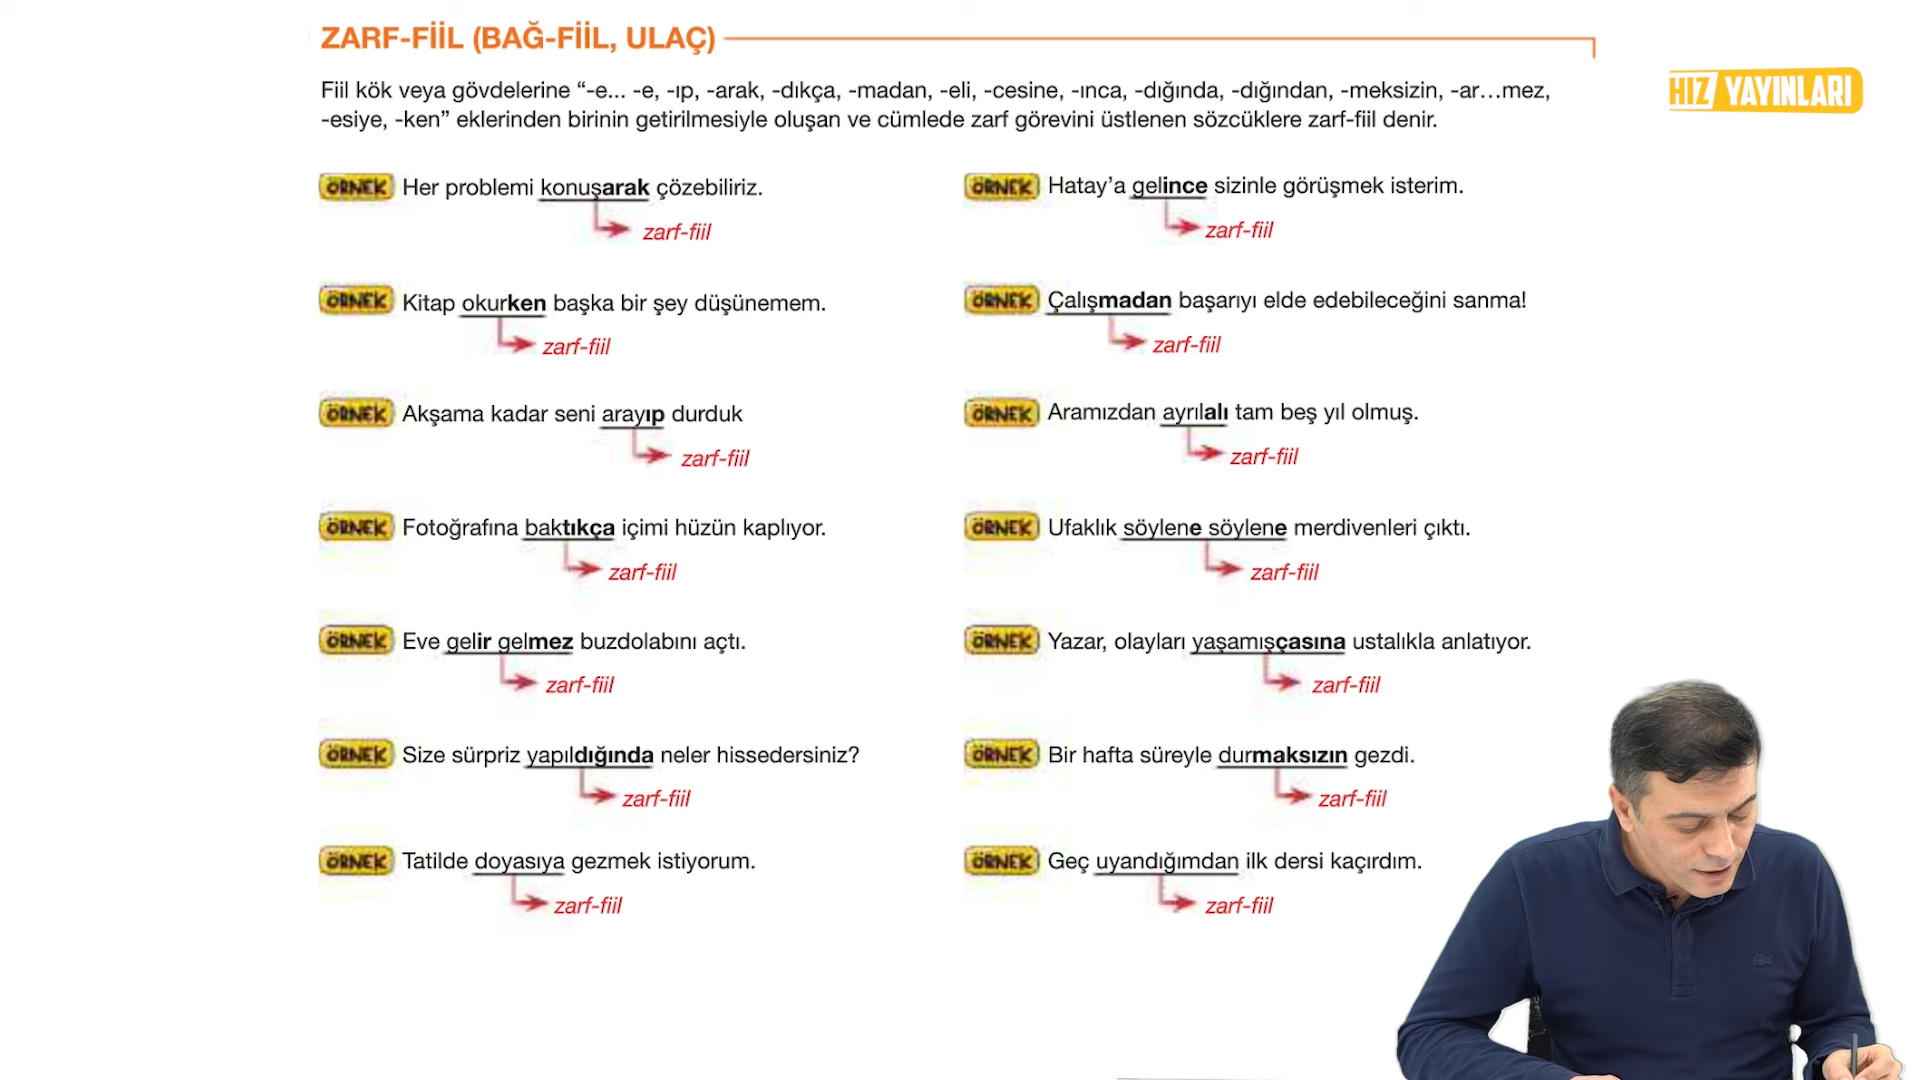 ZARF-FİİL (BAĞ-FİİL, ULAÇ)
HIZ YAYINLARI
Fiil kök veya gövdelerine “-e... -e, -ıp, -arak, -dıkça, -madan, -eli, -cesine, -ınca, -dığında, -dığından, -meksizin, -ar…mez,
-esiye, -ken” eklerinden birinin getirilmesiyle oluşan ve cümlede zarf görevini üstlenen sözcüklere zarf-fiil denir.
ÖRNEK Her problemi konuşarak çözebiliriz.
zarf-fiil
ÖRNEK Hatay’a gelince sizinle görüşmek isterim.
zarf-fiil
ÖRNEK Kitap okurken başka bir şey düşünemem.
zarf-fiil
ÖRNEK Çalışmadan başarıyı elde edebileceğini sanma!
zarf-fiil
ÖRNEK Akşama kadar seni arayıp durduk
zarf-fiil
ÖRNEK Aramızdan ayrılalı tam beş yıl olmuş.
zarf-fiil
ÖRNEK Fotoğrafına baktıkça içimi hüzün kaplıyor.
zarf-fiil
ÖRNEK Ufaklık söylene söylene merdivenleri çıktı.
zarf-fiil
ÖRNEK Eve gelir gelmez buzdolabını açtı.
zarf-fiil
ÖRNEK Yazar, olayları yaşamışçasına ustalıkla anlatıyor.
zarf-fiil
ÖRNEK Size sürpriz yapıldığında neler hissedersiniz?
zarf-fiil
ÖRNEK Bir hafta süreyle durmaksızın gezdi.
zarf-fiil
ÖRNEK Tatilde doyasıya gezmek istiyorum.
zarf-fiil
ÖRNEK Geç uyandığımdan ilk dersi kaçırdım.
zarf-fiil